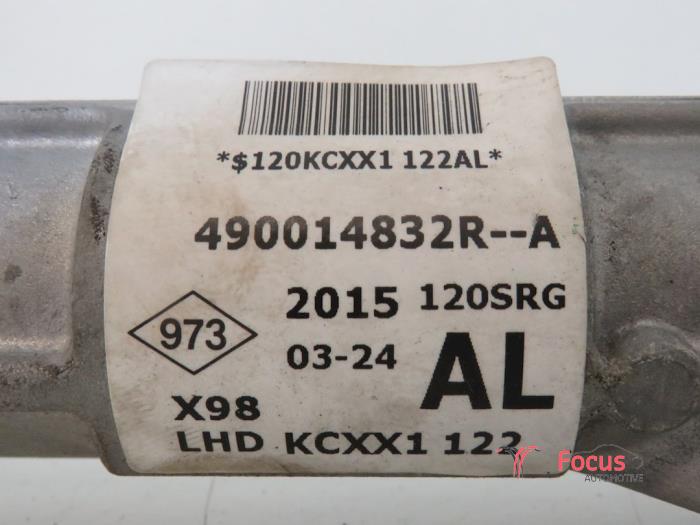 *$120KCXX1 122AL*
490014832R--A
2015 120SRG
973 03-24 AL
X98
LHD KCXX1 122
Focus
AUTOMOTIVE